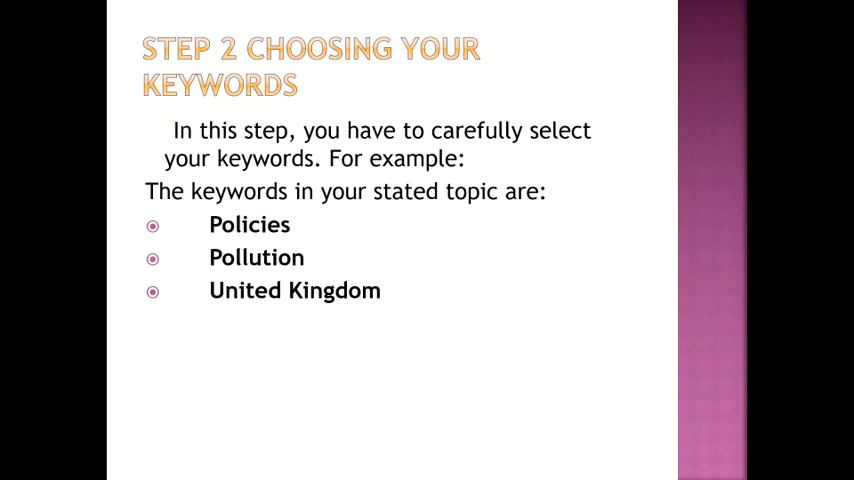 STEP 2 CHOOSING YOUR
KEYWORDS
In this step, you have to carefully select
your keywords. For example:
The keywords in your stated topic are:
Policies
Pollution
United Kingdom